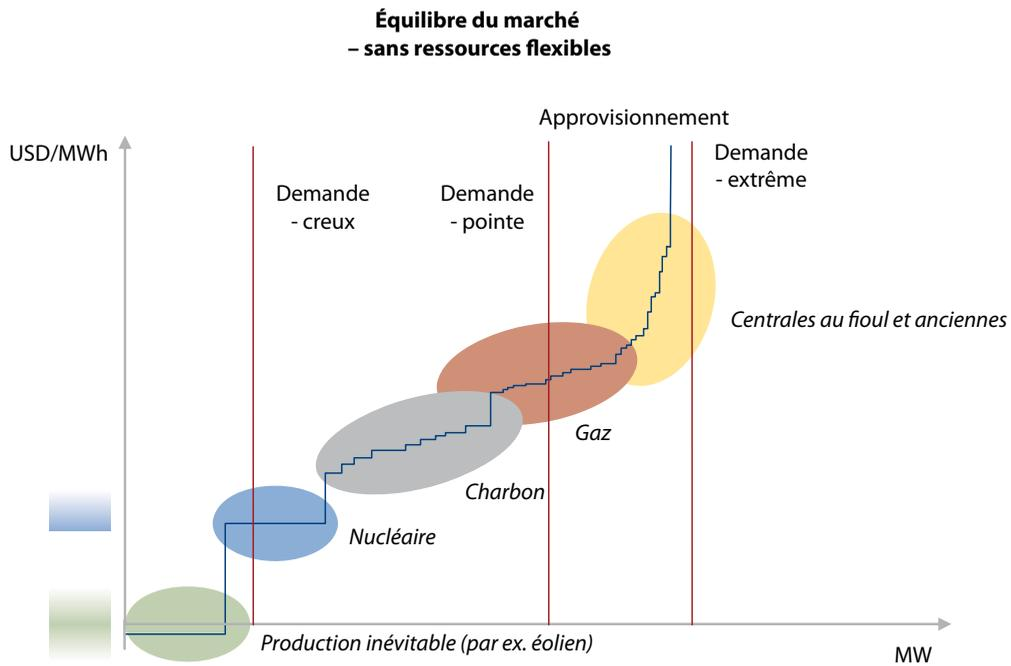 Équilibre du marché
– sans ressources flexibles
Approvisionnement
USD/MWh
Demande
- extrême
Demande
- creux
Demande
- pointe
Centrales au fioul et anciennes
Gaz
Charbon
Nucléaire
Production inévitable (par ex. éolien)
MW